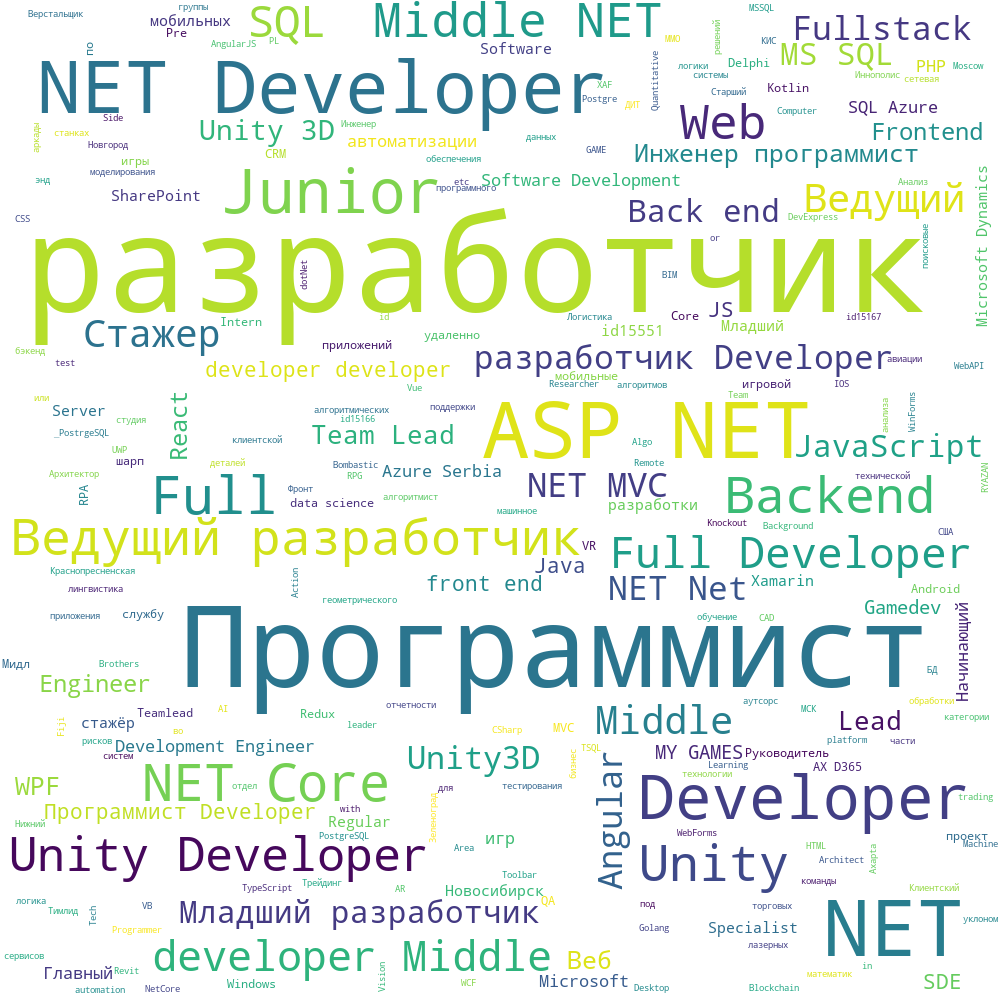 Верстальщик
группы
MSSQL
мобильных
SQL
Middle NET
Fullstack
Pre
AngularJS
PL
Software
ММО
решений
КИС
MS SQL
по
NET Developer
XAF
Postgre
логики
Delphi
PHP
Moscow
системы
Иннополис
сетевая
Quantitative
Старший
Kotlin
ДИТ
Side
Unity 3D
Инженер
Web
Computer
SQL Azure
аркады
станках
Новгород
автоматизации
данных
Frontend
CRM
обеспечения
GAME
Инженер программист
игры
моделирования
энд
Junior
etc
программного
Software Development
Анализ
SharePoint
Back end
Ведущий
CSS
DevExpress
Microsoft Dynamics
разработчик
or
поисковые
dotNet
BIM
id
Логистика
Core
JS
id15167
Стажер
Intern
удаленно
id15551
Младший
бэкенд
приложений
test
developer developer
разработчик Developer
авиации
WebAPI
мобильные
Researcher
алгоритмов
игровой
IOS
Vue
или
Server
React
алгоритмических
поддержки
ASP NET
Team
анализа
WinForms
студия
id15166
_PostrgeSQL
Team Lead
клиентской
Algo
JavaScript
UWP
шарп
деталей
Bombastic
Remote
Архитектор
RPG
Azure Serbia
NET MVC
технической
RYAZAN
RPA
Full
Фронт
data science
алгоритмист
разработки
Backend
машинное
Knockout
Background
США
Ведущий разработчик
VR
Full Developer
Java
Краснопресненская
лингвистика
Action
front end
NET Net
Xamarin
Android
геометрического
Gamedev
приложения
службу
Программист
обучение
CAD
Начинающий
Мидл
Brothers
БД
Engineer
отчетности
аутсорс
обработки
Teamlead
AI
Redux
МСК
категории
стажёр
Fiji
во
leader
CSharp
MVC
Middle
Lead
рисков
Development Engineer
TSQL
platform
части
систем
Unity3D
бизнес
MY GAMES
Руководитель
Learning
AX D365
WPF
NET Core
отдел
для
тестирования
Angular
технологии
Developer
trading
Программист Developer
with
Зеленоград
Нижний
Regular
PostgreSQL
игр
WebForms
проект
Unity Developer
Area
HTML
Machine
Unity
Architect
Axapta
Toolbar
TypeScript
Трейдинг
AR
Новосибирск
команды
Клиентский
логика
Тимлид
Tech
VB
Младший разработчик
QA
под
торговых
NET
уклоном
Programmer
Golang
Specialist
сервисов
developer Middle
Веб
лазерных
Главный
Revit
Windows
Vision
WCF
Microsoft
математик
in
SDE
automation
NetCore
Desktop
Blockchain